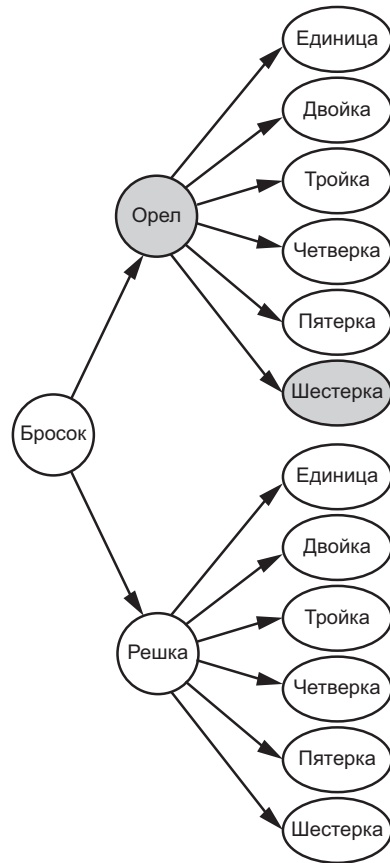 Единица
Двойка
Тройка
Орел
Четверка
Пятерка
Шестерка
Бросок
Единица
Двойка
Тройка
Решка
Четверка
Пятерка
Шестерка